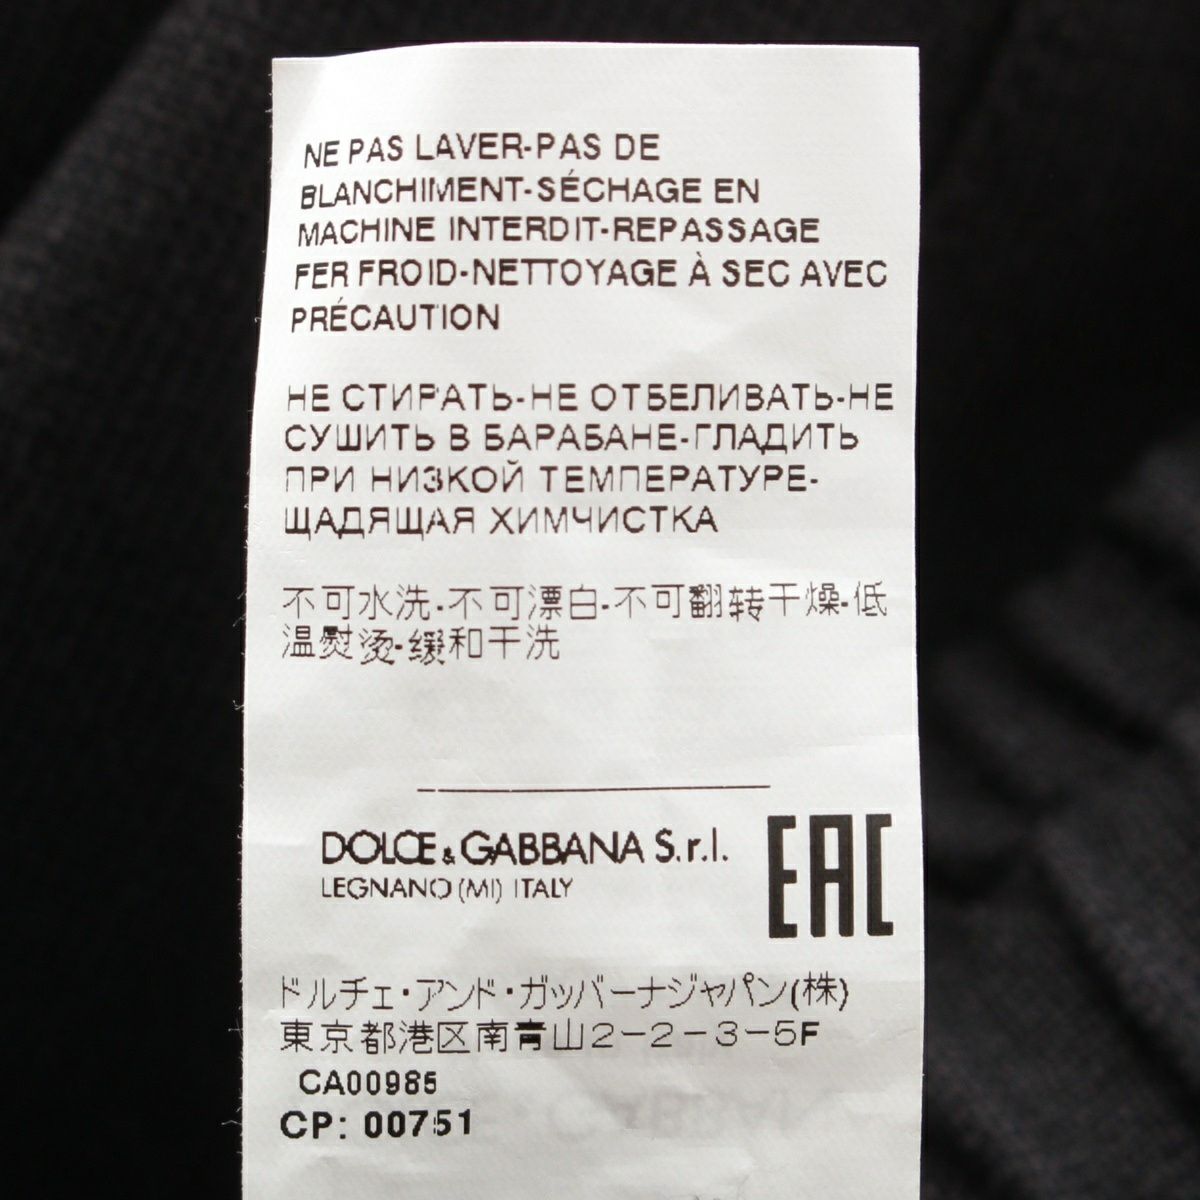 NE PAS LAVER-PAS DE
BLANCHIMENT-SÉCHAGE EN
MACHINE INTERDIT-REPASSAGE
FER FROID-NETTOYAGE À SEC AVEC
PRÉCAUTION
НЕ СТИРАТЬ-НЕ ОТБЕЛИВАТЬ-НЕ
СУШИТЬ В БАРАБАНЕ-ГЛАДИТЬ
ПРИ НИЗКОЙ ТЕМПЕРАТУРЕ-
ЩАДЯЩАЯ ХИМЧИСТКА
不可水洗-不可漂白-不可翻转干燥-低
温熨烫-缓和干洗
DOLCE & GABBANA S.r.l.
LEGNANO (MI) ITALY
EAC
ドルチェ・アンド・ガッバーナジャパン(株)
東京都港区南青山2-2-3-5F
CA00985
CP: 00751